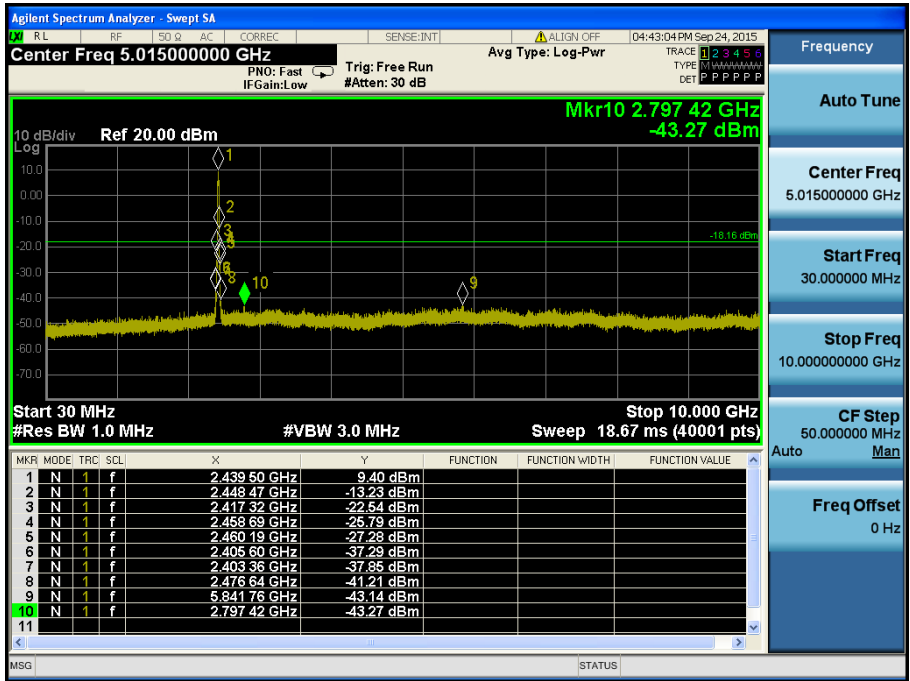 Agilent Spectrum Analyzer - Swept SA
LXI RL RF 50 Ω AC CORREC SENSE:INT ALIGN OFF 04:43:04 PM Sep 24, 2015
Center Freq 5.015000000 GHz
PNO: Fast
IFGain:Low
Trig: Free Run
#Atten: 30 dB
Avg Type: Log-Pwr
TRACE 1 2 3 4 5 6
TYPE MWWWWW
DET P P P P P P
Mkr10 2.797 42 GHz
-43.27 dBm
10 dB/div Ref 20.00 dBm
Log
10.0
0.00
-10.0
-20.0
-30.0
-40.0
-50.0
-60.0
-70.0
1
2
3
5
6
8
10
9
-18.16 dBm
Start 30 MHz Stop 10.000 GHz
#Res BW 1.0 MHz #VBW 3.0 MHz Sweep 18.67 ms (40001 pts)
MKR MODE TRC SCL X Y FUNCTION FUNCTION WIDTH FUNCTION VALUE
1 N 1 f 2.439 50 GHz 9.40 dBm
2 N 1 f 2.448 47 GHz -13.23 dBm
3 N 1 f 2.417 32 GHz -22.54 dBm
4 N 1 f 2.458 69 GHz -25.79 dBm
5 N 1 f 2.460 19 GHz -27.28 dBm
6 N 1 f 2.405 60 GHz -37.29 dBm
7 N 1 f 2.403 36 GHz -37.85 dBm
8 N 1 f 2.476 64 GHz -41.21 dBm
9 N 1 f 5.841 76 GHz -43.14 dBm
10 N 1 f 2.797 42 GHz -43.27 dBm
11
MSG STATUS
Frequency
Auto Tune
Center Freq
5.015000000 GHz
Start Freq
30.000000 MHz
Stop Freq
10.000000000 GHz
CF Step
50.000000 MHz
Auto Man
Freq Offset
0 Hz